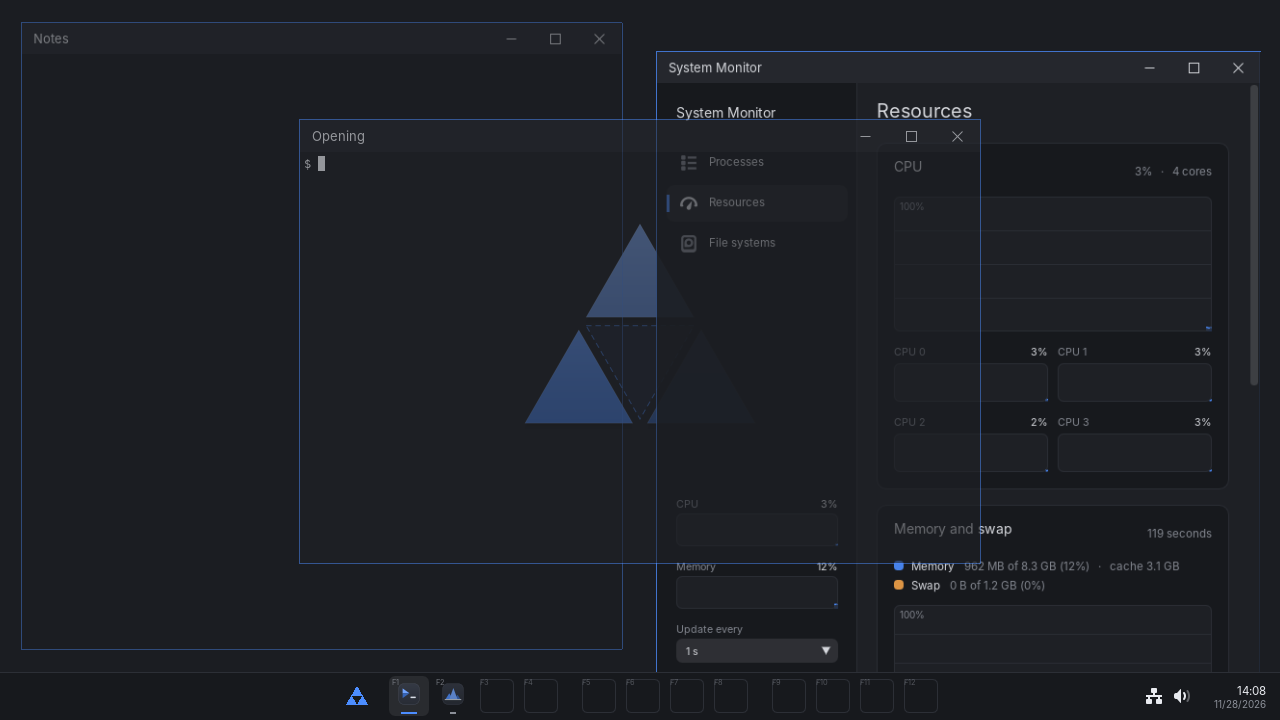 Notes
System Monitor
System Monitor
Resources
Opening
$
Processes
Resources
File systems
CPU
3% · 4 cores
100%
CPU 0
3%
CPU 1
3%
CPU 2
2%
CPU 3
3%
CPU
3%
Memory
12%
Update every
1 s
Memory and swap
119 seconds
Memory 962 MB of 8.3 GB (12%) · cache 3.1 GB
Swap 0 B of 1.2 GB (0%)
100%
F1
F2
F3
F4
F5
F6
F7
F8
F9
F10
F11
F12
14:08
11/28/2026